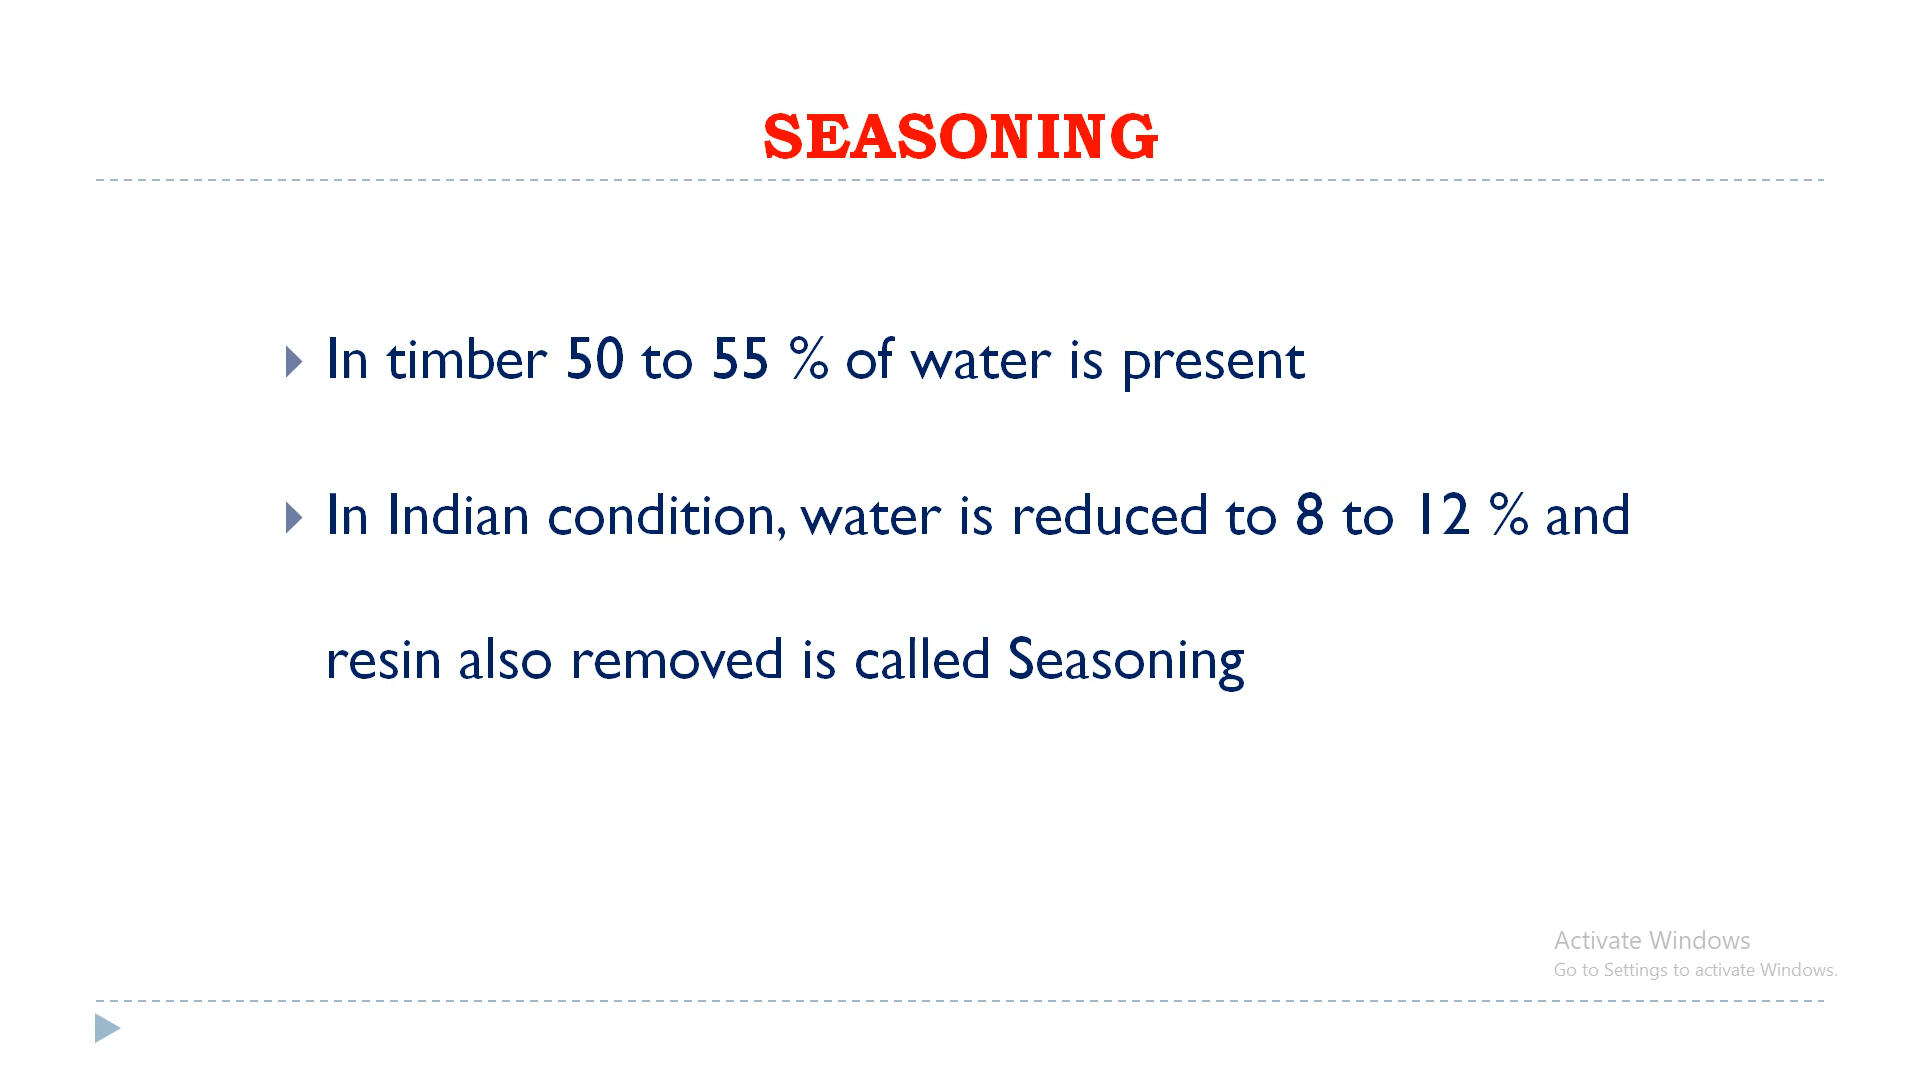 SEASONING
In timber 50 to 55 % of water is present
In Indian condition, water is reduced to 8 to 12 % and
resin also removed is called Seasoning
Activate Windows
Go to Settings to activate Windows.